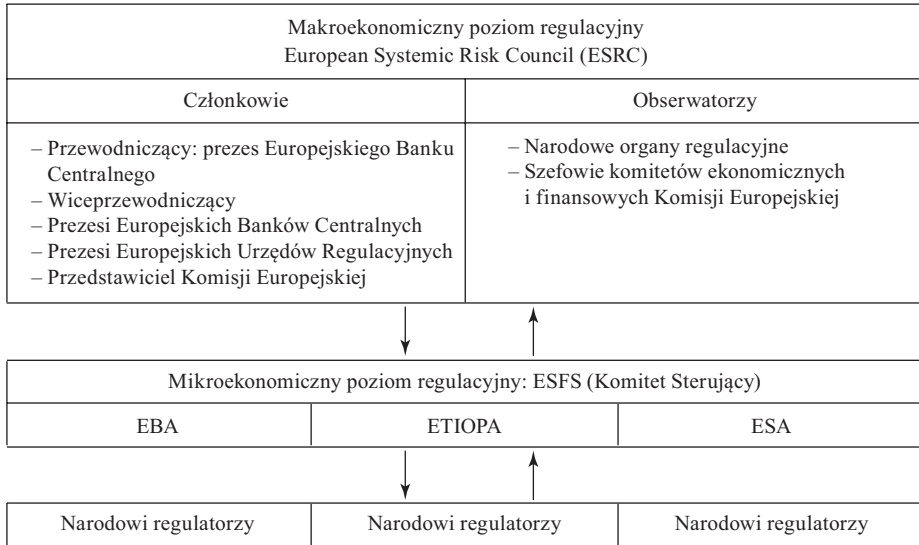 Makroekonomiczny poziom regulacyjny
European Systemic Risk Council (ESRC)
Członkowie
Obserwatorzy
– Przewodniczący: prezes Europejskiego Banku
Centralnego
– Wiceprzewodniczący
– Prezesi Europejskich Banków Centralnych
– Prezesi Europejskich Urzędów Regulacyjnych
– Przedstawiciel Komisji Europejskiej
– Narodowe organy regulacyjne
– Szefowie komitetów ekonomicznych
i finansowych Komisji Europejskiej
Mikroekonomiczny poziom regulacyjny: ESFS (Komitet Sterujący)
EBA
ETIOPA
ESA
Narodowi regulatorzy
Narodowi regulatorzy
Narodowi regulatorzy